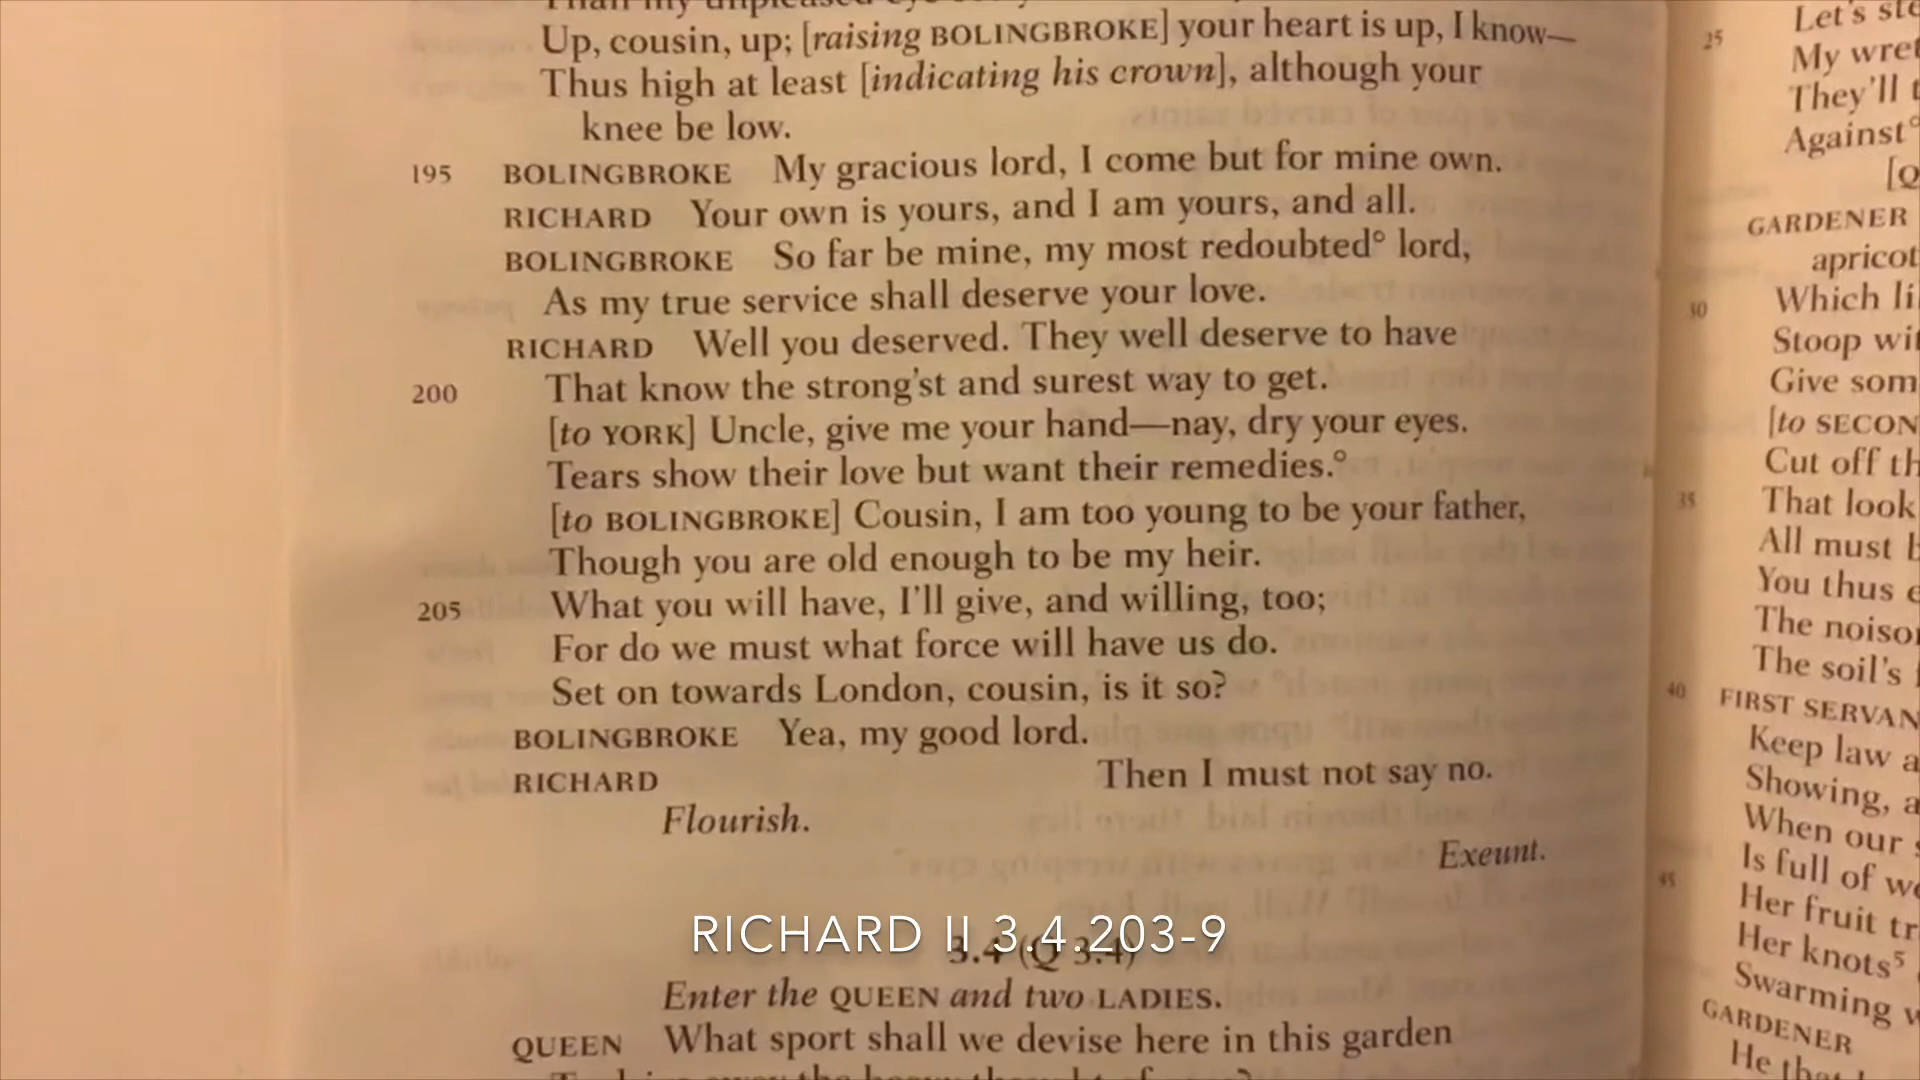 Up, cousin, up; [raising BOLINGBROKE] your heart is up, I know—
Thus high at least [indicating his crown], although your
knee be low.
195 BOLINGBROKE My gracious lord, I come but for mine own.
RICHARD Your own is yours, and I am yours, and all.
BOLINGBROKE So far be mine, my most redoubted° lord,
As my true service shall deserve your love.
RICHARD Well you deserved. They well deserve to have
200 That know the strong'st and surest way to get.
[to YORK] Uncle, give me your hand—nay, dry your eyes.
Tears show their love but want their remedies.°
[to BOLINGBROKE] Cousin, I am too young to be your father,
Though you are old enough to be my heir.
205 What you will have, I'll give, and willing, too;
For do we must what force will have us do.
Set on towards London, cousin, is it so?
BOLINGBROKE Yea, my good lord.
RICHARD Then I must not say no.
Flourish.
Exeunt.
RICHARD II 3.4.203-9
3.4 (Q 3.4)
Enter the QUEEN and two LADIES.
QUEEN What sport shall we devise here in this garden
Let's
25 My
They'll
Against°
GARDENER
30 Which
Stoop
Give
[to
Cut off
35 That look
All must
You thus
The
The soil's
40 FIRST
Keep law
Showing,
When our
45 Is full of
Her fruit
Her knots⁵
Swarming
GARDENER
He